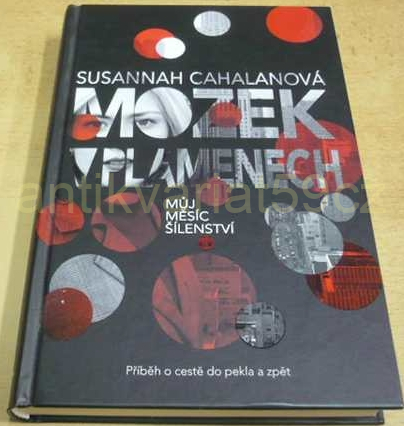 SUSANNAH CAHALANOVÁ
MOZEK
V PLAMENECH
antikvariat59.cz
MŮJ
MĚSÍC
ŠÍLENSTVÍ
Příběh o cestě do pekla a zpět